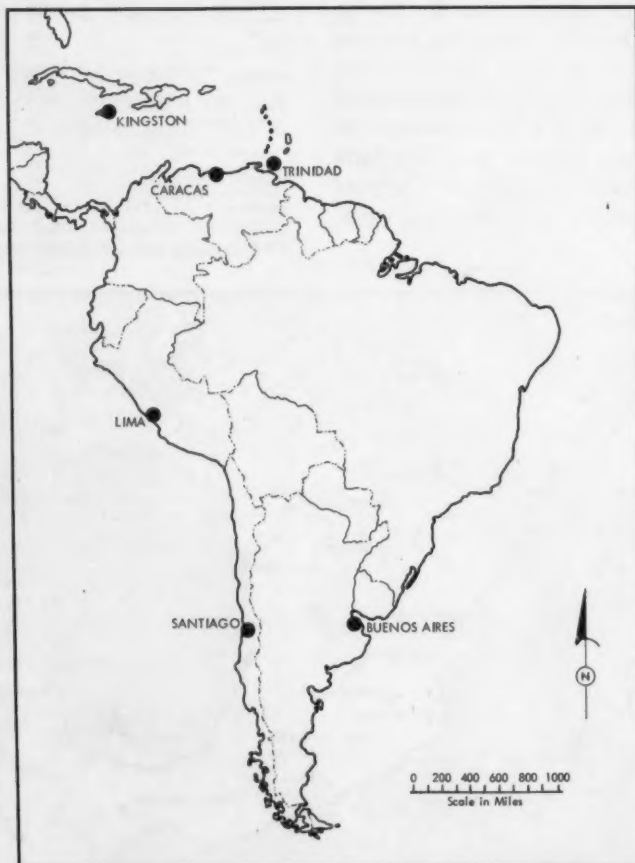 KINGSTON
CARACAS
TRINIDAD
LIMA
SANTIAGO
BUENOS AIRES
N
0 200 400 600 800 1000
Scale in Miles